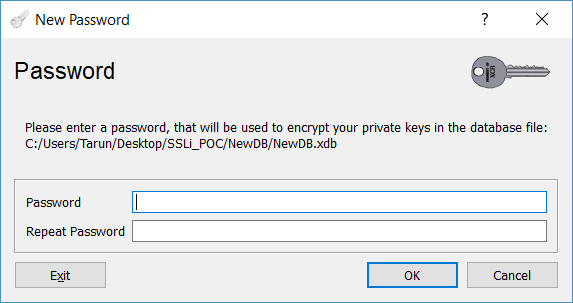 New Password
?
Password
XCA
Please enter a password, that will be used to encrypt your private keys in the database file:
C:/Users/Tarun/Desktop/SSLi_POC/NewDB/NewDB.xdb
Password
Repeat Password
Exit
OK
Cancel